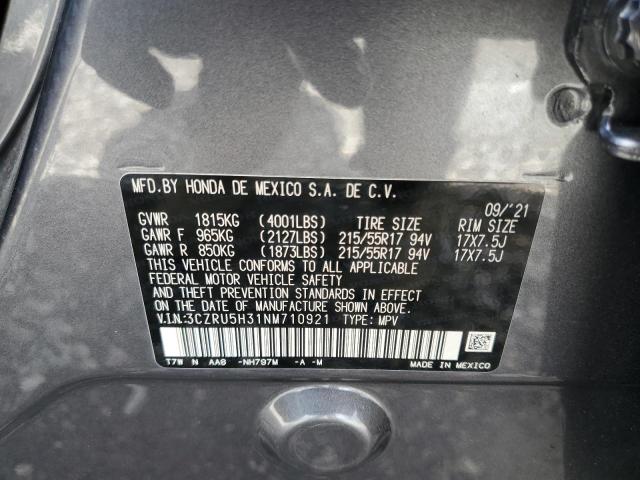 MFD.BY HONDA DE MEXICO S.A. DE C.V.
09/'21
GVWR 1815KG (4001LBS) TIRE SIZE RIM SIZE
GAWR F 965KG (2127LBS) 215/55R17 94V 17X7.5J
GAWR R 850KG (1873LBS) 215/55R17 94V 17X7.5J
THIS VEHICLE CONFORMS TO ALL APPLICABLE
FEDERAL MOTOR VEHICLE SAFETY
AND THEFT PREVENTION STANDARDS IN EFFECT
ON THE DATE OF MANUFACTURE SHOWN ABOVE.
V.I.N:3CZRU5H31NM710921 TYPE: MPV
T7W N AA8 -NH797M -A -M MADE IN MEXICO